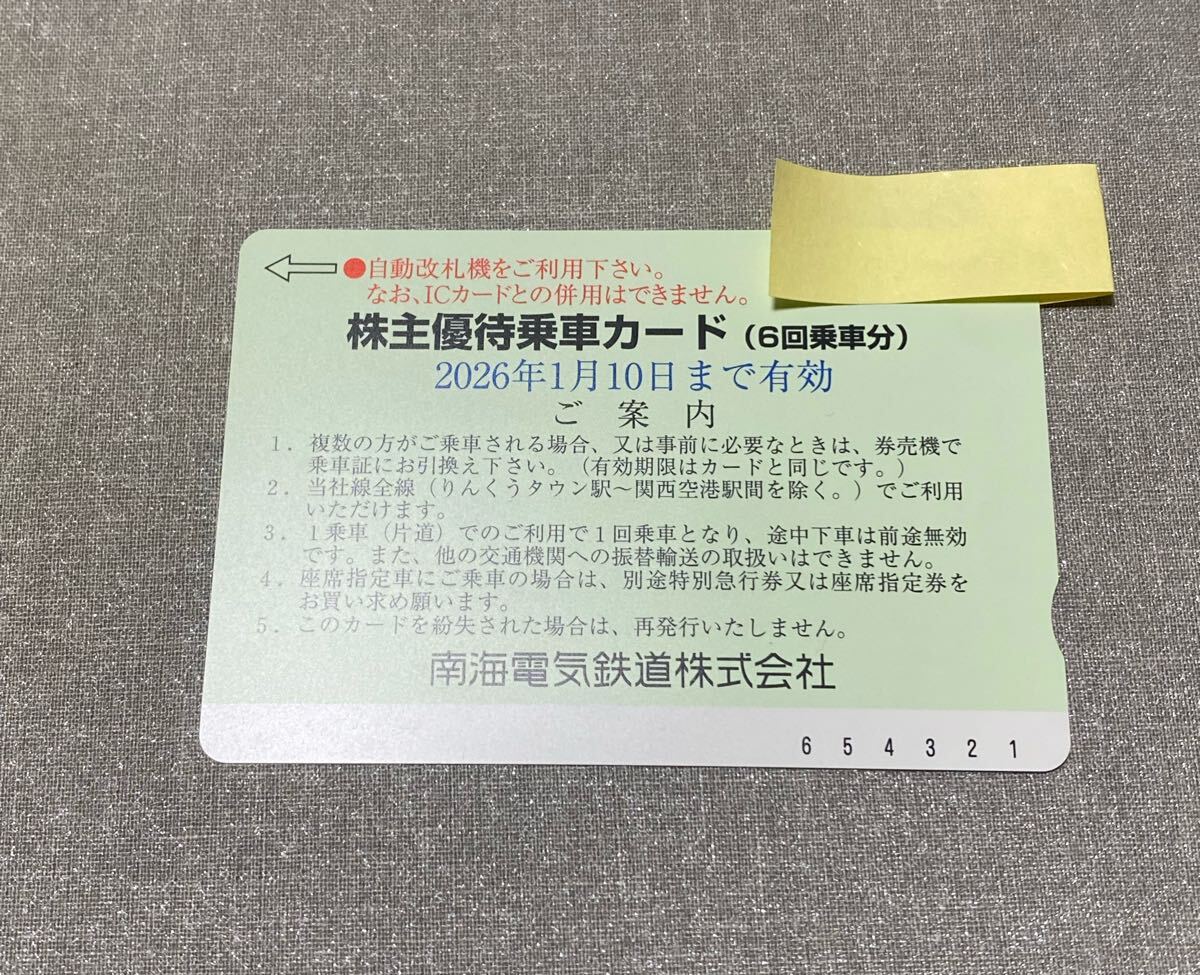 ●自動改札機をご利用下さい。
なお、ICカードとの併用はできません。
株主優待乗車カード（6回乗車分）
2026年1月10日まで有効
ご案内
1．複数の方がご乗車される場合、又は事前に必要なときは、券売機で
乗車証にお引換え下さい。（有効期限はカードと同じです。）
2．当社線全線（りんくうタウン駅～関西空港駅間を除く。）でご利用
いただけます。
3．1乗車（片道）でのご利用で1回乗車となり、途中下車は前途無効
です。また、他の交通機関への振替輸送の取扱いはできません。
4．座席指定車にご乗車の場合は、別途特別急行券又は座席指定券を
お買い求め願います。
5．このカードを紛失された場合は、再発行いたしません。
南海電気鉄道株式会社
6 5 4 3 2 1